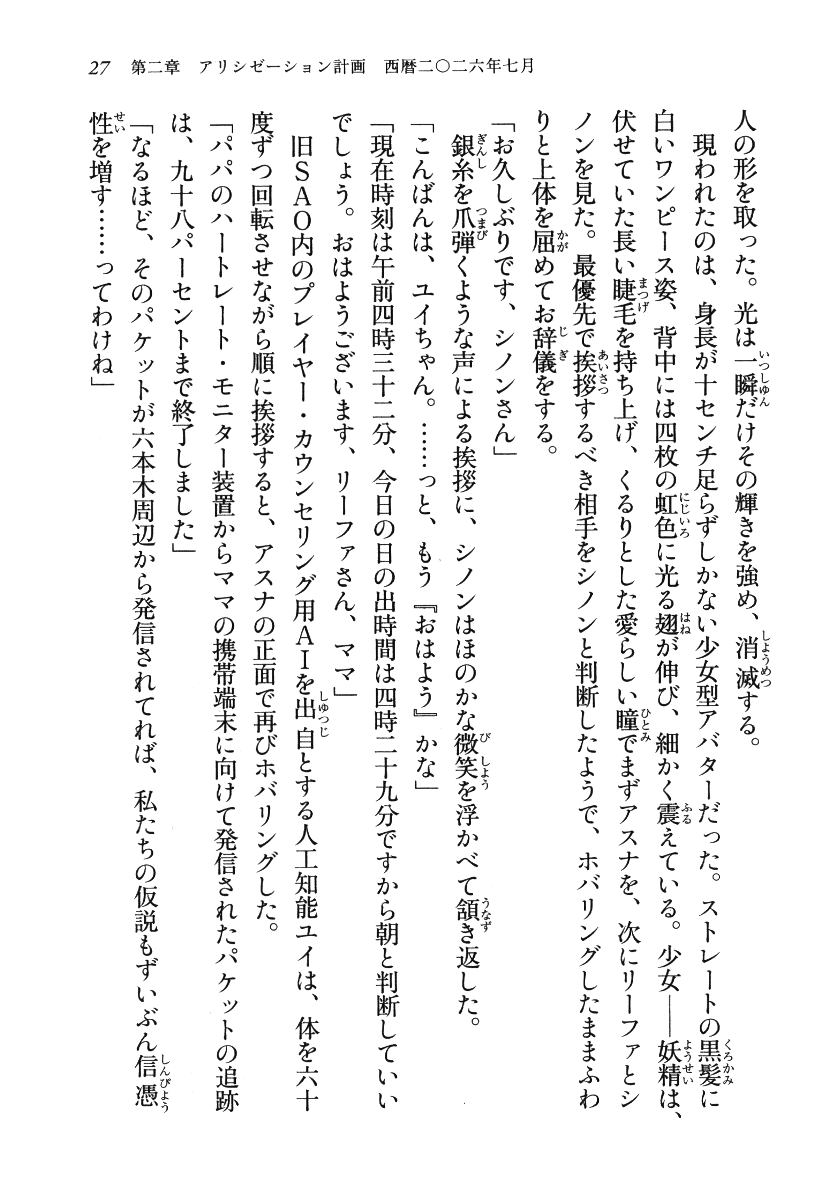 27　第二章　アリシゼーション計画　西暦二〇二六年七月
人の形を取った。光は一瞬だけその輝きを強め、消滅する。
　現われたのは、身長が十センチ足らずしかない少女型アバターだった。ストレートの黒髪に
白いワンピース姿、背中には四枚の虹色に光る翅が伸び、細かく震えている。少女――妖精は、
伏せていた長い睫毛を持ち上げ、くるりとした愛らしい瞳でまずアスナを、次にリーファとシ
ノンを見た。最優先で挨拶するべき相手をシノンと判断したようで、ホバリングしたままふわ
りと上体を屈めてお辞儀をする。
「お久しぶりです、シノンさん」
　銀糸を爪弾くような声による挨拶に、シノンはほのかな微笑を浮かべて頷き返した。
「こんばんは、ユイちゃん。……っと、もう『おはよう』かな」
「現在時刻は午前四時三十二分、今日の日の出時間は四時二十九分ですから朝と判断していい
でしょう。おはようございます、リーファさん、ママ」
　旧ＳＡＯ内のプレイヤー・カウンセリング用ＡＩを出自とする人工知能ユイは、体を六十
度ずつ回転させながら順に挨拶すると、アスナの正面で再びホバリングした。
「パパのハートレート・モニター装置からママの携帯端末に向けて発信されたパケットの追跡
は、九十八パーセントまで終了しました」
「なるほど、そのパケットが六本木周辺から発信されてれば、私たちの仮説もずいぶん信憑
性を増す……ってわけね」